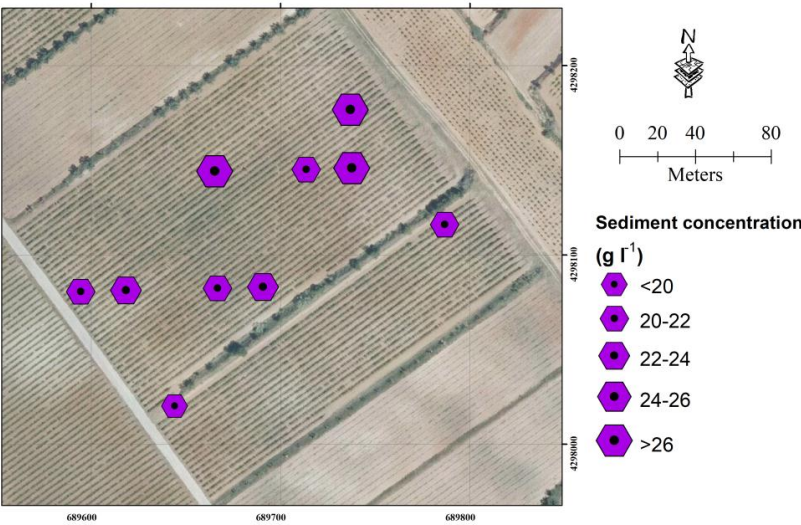 N
0 20 40 80
Meters
Sediment concentration
(g l⁻¹)
<20
20-22
22-24
24-26
>26
4298200
4298100
4298000
689600 689700 689800